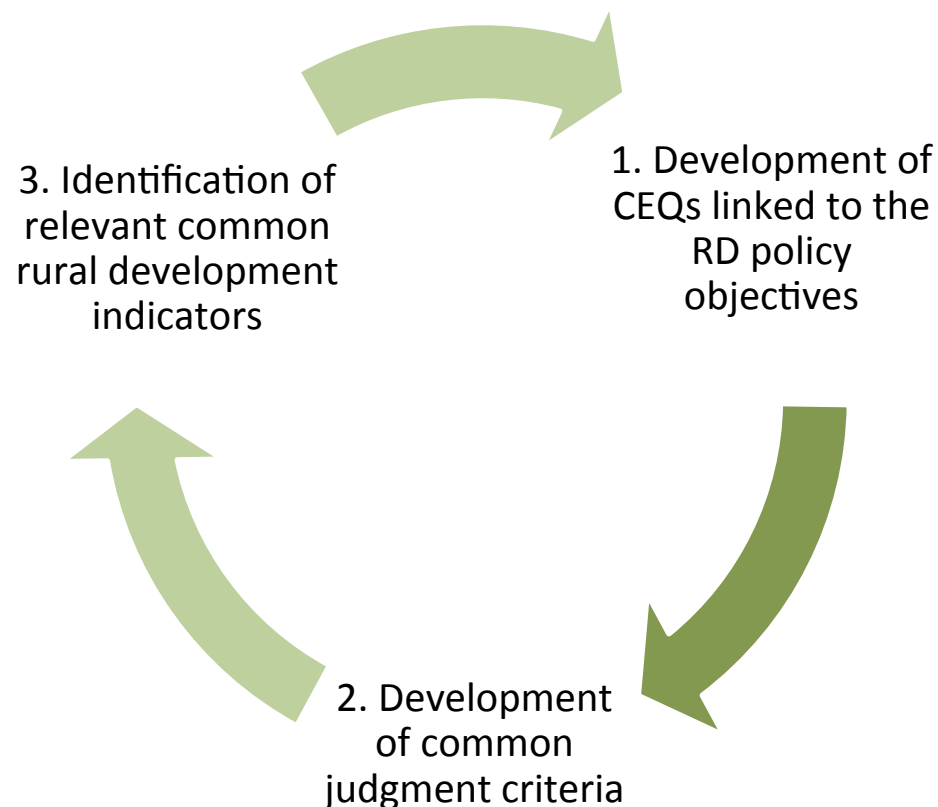 1. Development of
CEQs linked to the
RD policy
objectives
2. Development
of common
judgment criteria
3. Identification of
relevant common
rural development
indicators